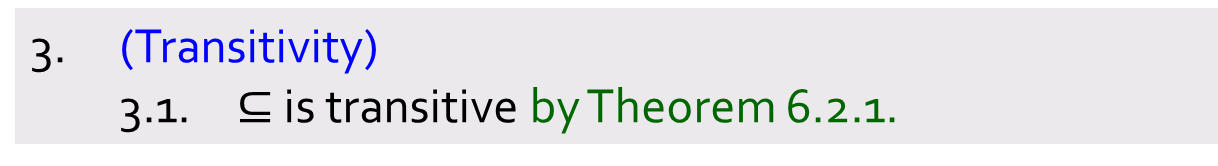 3. (Transitivity)
3.1. ⊆ is transitive by Theorem 6.2.1.